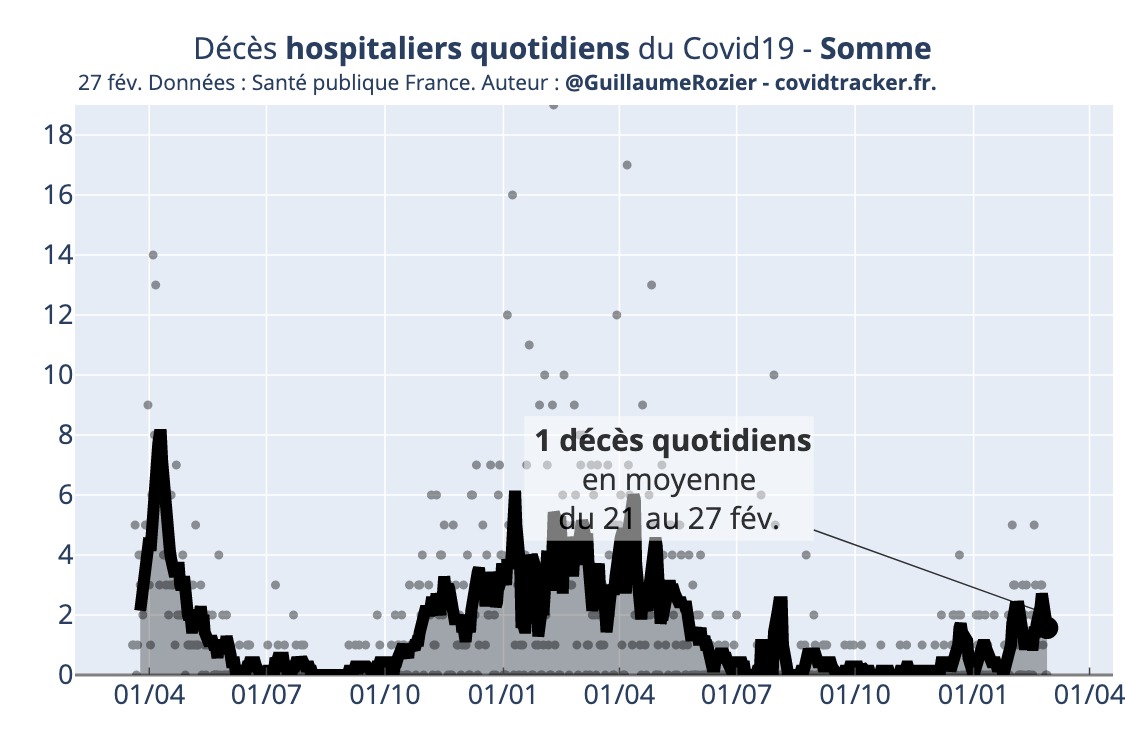 Décès hospitaliers quotidiens du Covid19 - Somme
27 fév. Données : Santé publique France. Auteur : @GuillaumeRozier - covidtracker.fr.
18
16
14
12
10
8
1 décès quotidiens
en moyenne
6
du 21 au 27 fév.
4
2
0
01/04 01/07 01/10 01/01 01/04 01/07 01/10 01/01 01/04